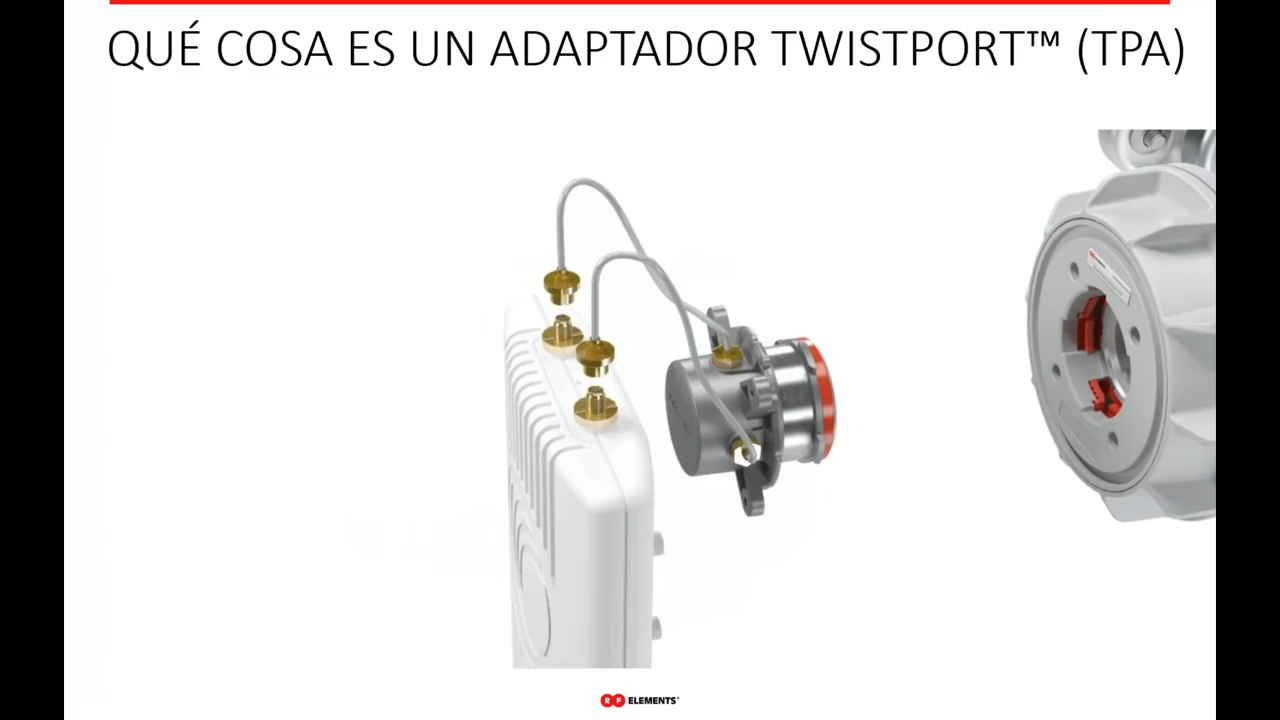 QUÉ COSA ES UN ADAPTADOR TWISTPORT™ (TPA)
RF ELEMENTS®